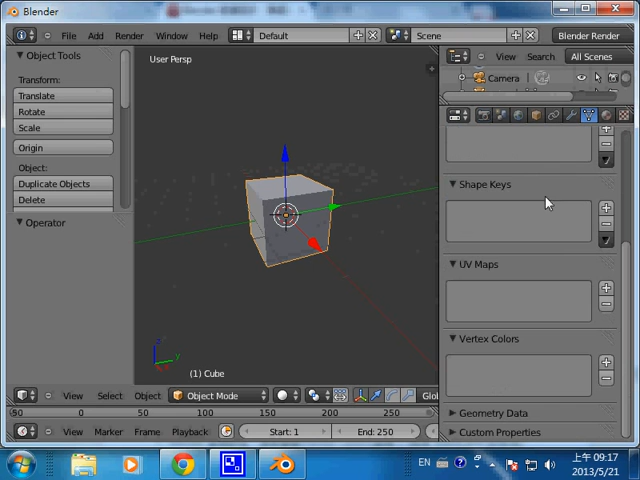 Blender
File
Add
Render
Window
Help
Default
Scene
Blender Render
Object Tools
Transform:
Translate
Rotate
Scale
Origin
Object:
Duplicate Objects
Delete
Operator
User Persp
(1) Cube
View
Search
All Scenes
Camera
Shape Keys
UV Maps
Vertex Colors
Geometry Data
Custom Properties
View
Select
Object
Object Mode
Glo
-50
0
50
100
150
200
250
View
Marker
Frame
Playback
Start: 1
End: 250
EN
上午 09:17
2013/5/21